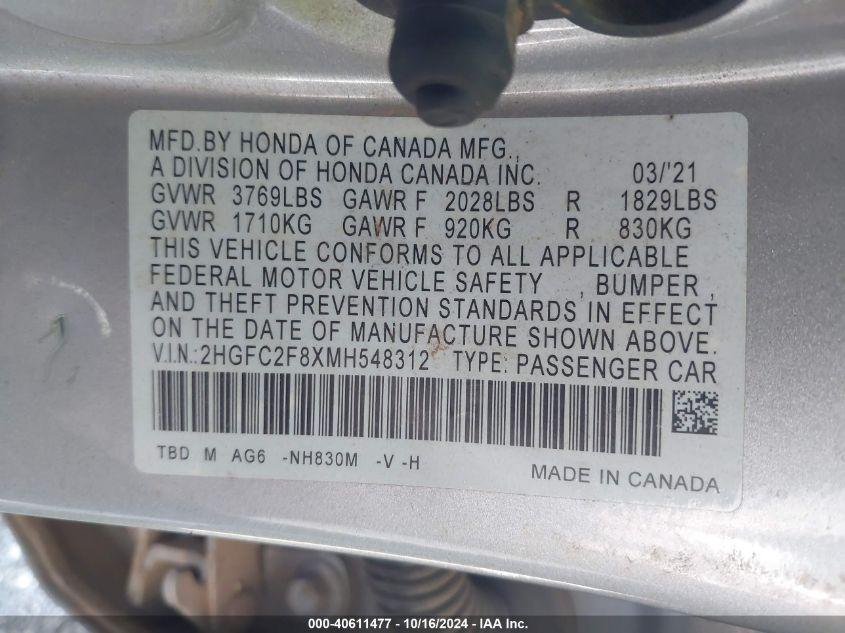 MFD.BY HONDA OF CANADA MFG.,
A DIVISION OF HONDA CANADA INC. 03/'21
GVWR 3769LBS GAWR F 2028LBS R 1829LBS
GVWR 1710KG GAWR F 920KG R 830KG
THIS VEHICLE CONFORMS TO ALL APPLICABLE
FEDERAL MOTOR VEHICLE SAFETY , BUMPER ,
AND THEFT PREVENTION STANDARDS IN EFFECT
ON THE DATE OF MANUFACTURE SHOWN ABOVE.
V.I.N.:2HGFC2F8XMH548312 TYPE: PASSENGER CAR
TBD M AG6 -NH830M -V -H
MADE IN CANADA
000-40611477 - 10/16/2024 - IAA Inc.